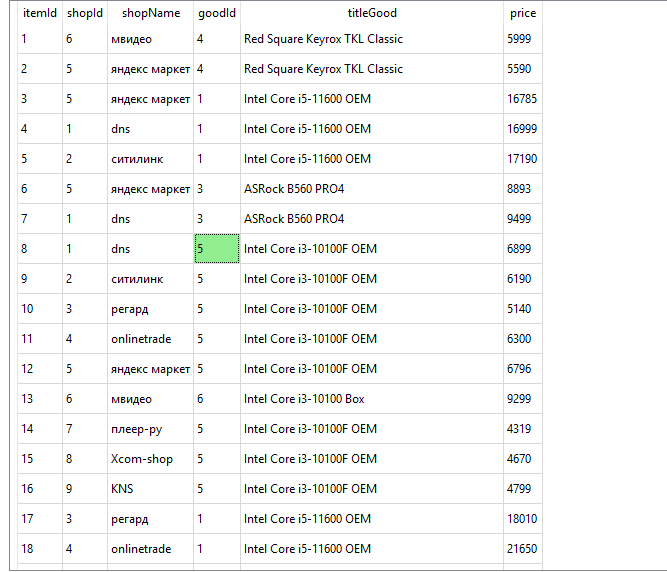 itemId shopId shopName goodId titleGood price
1 6 мвидео 4 Red Square Keyrox TKL Classic 5999
2 5 яндекс маркет 4 Red Square Keyrox TKL Classic 5590
3 5 яндекс маркет 1 Intel Core i5-11600 OEM 16785
4 1 dns 1 Intel Core i5-11600 OEM 16999
5 2 ситилинк 1 Intel Core i5-11600 OEM 17190
6 5 яндекс маркет 3 ASRock B560 PRO4 8893
7 1 dns 3 ASRock B560 PRO4 9499
8 1 dns 5 Intel Core i3-10100F OEM 6899
9 2 ситилинк 5 Intel Core i3-10100F OEM 6190
10 3 регард 5 Intel Core i3-10100F OEM 5140
11 4 onlinetrade 5 Intel Core i3-10100F OEM 6300
12 5 яндекс маркет 5 Intel Core i3-10100F OEM 6796
13 6 мвидео 6 Intel Core i3-10100 Box 9299
14 7 плеер-ру 5 Intel Core i3-10100F OEM 4319
15 8 Xcom-shop 5 Intel Core i3-10100F OEM 4670
16 9 KNS 5 Intel Core i3-10100F OEM 4799
17 3 регард 1 Intel Core i5-11600 OEM 18010
18 4 onlinetrade 1 Intel Core i5-11600 OEM 21650